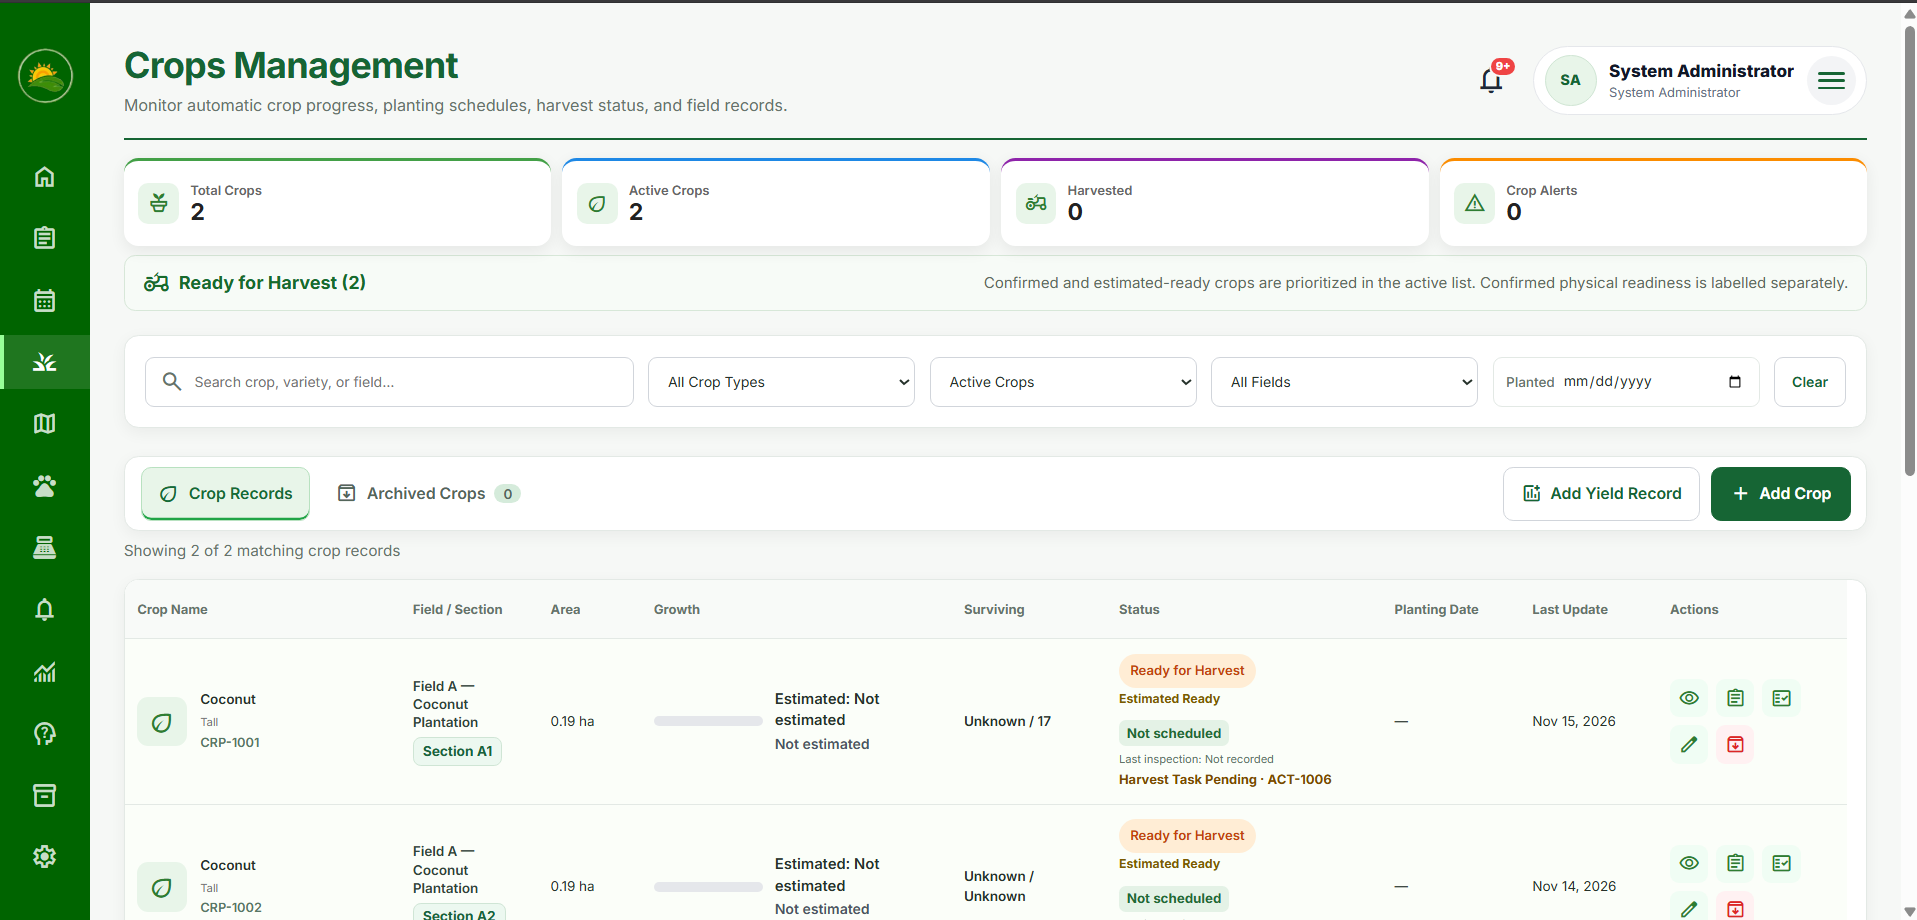 Crops Management
Monitor automatic crop progress, planting schedules, harvest status, and field records.
9+
SA
System Administrator
System Administrator
Total Crops
2
Active Crops
2
Harvested
0
Crop Alerts
0
Ready for Harvest (2)
Confirmed and estimated-ready crops are prioritized in the active list. Confirmed physical readiness is labelled separately.
Search crop, variety, or field...
All Crop Types
Active Crops
All Fields
Planted mm/dd/yyyy
Clear
Crop Records
Archived Crops 0
Add Yield Record
+ Add Crop
Showing 2 of 2 matching crop records
Crop Name Field / Section Area Growth Surviving Status Planting Date Last Update Actions
Coconut
Tall
CRP-1001
Field A —
Coconut
Plantation
Section A1
0.19 ha
Estimated: Not
estimated
Not estimated
Unknown / 17
Ready for Harvest
Estimated Ready
Not scheduled
Last inspection: Not recorded
Harvest Task Pending · ACT-1006
—
Nov 15, 2026
Coconut
Tall
CRP-1002
Field A —
Coconut
Plantation
Section A2
0.19 ha
Estimated: Not
estimated
Not estimated
Unknown /
Unknown
Ready for Harvest
Estimated Ready
Not scheduled
—
Nov 14, 2026